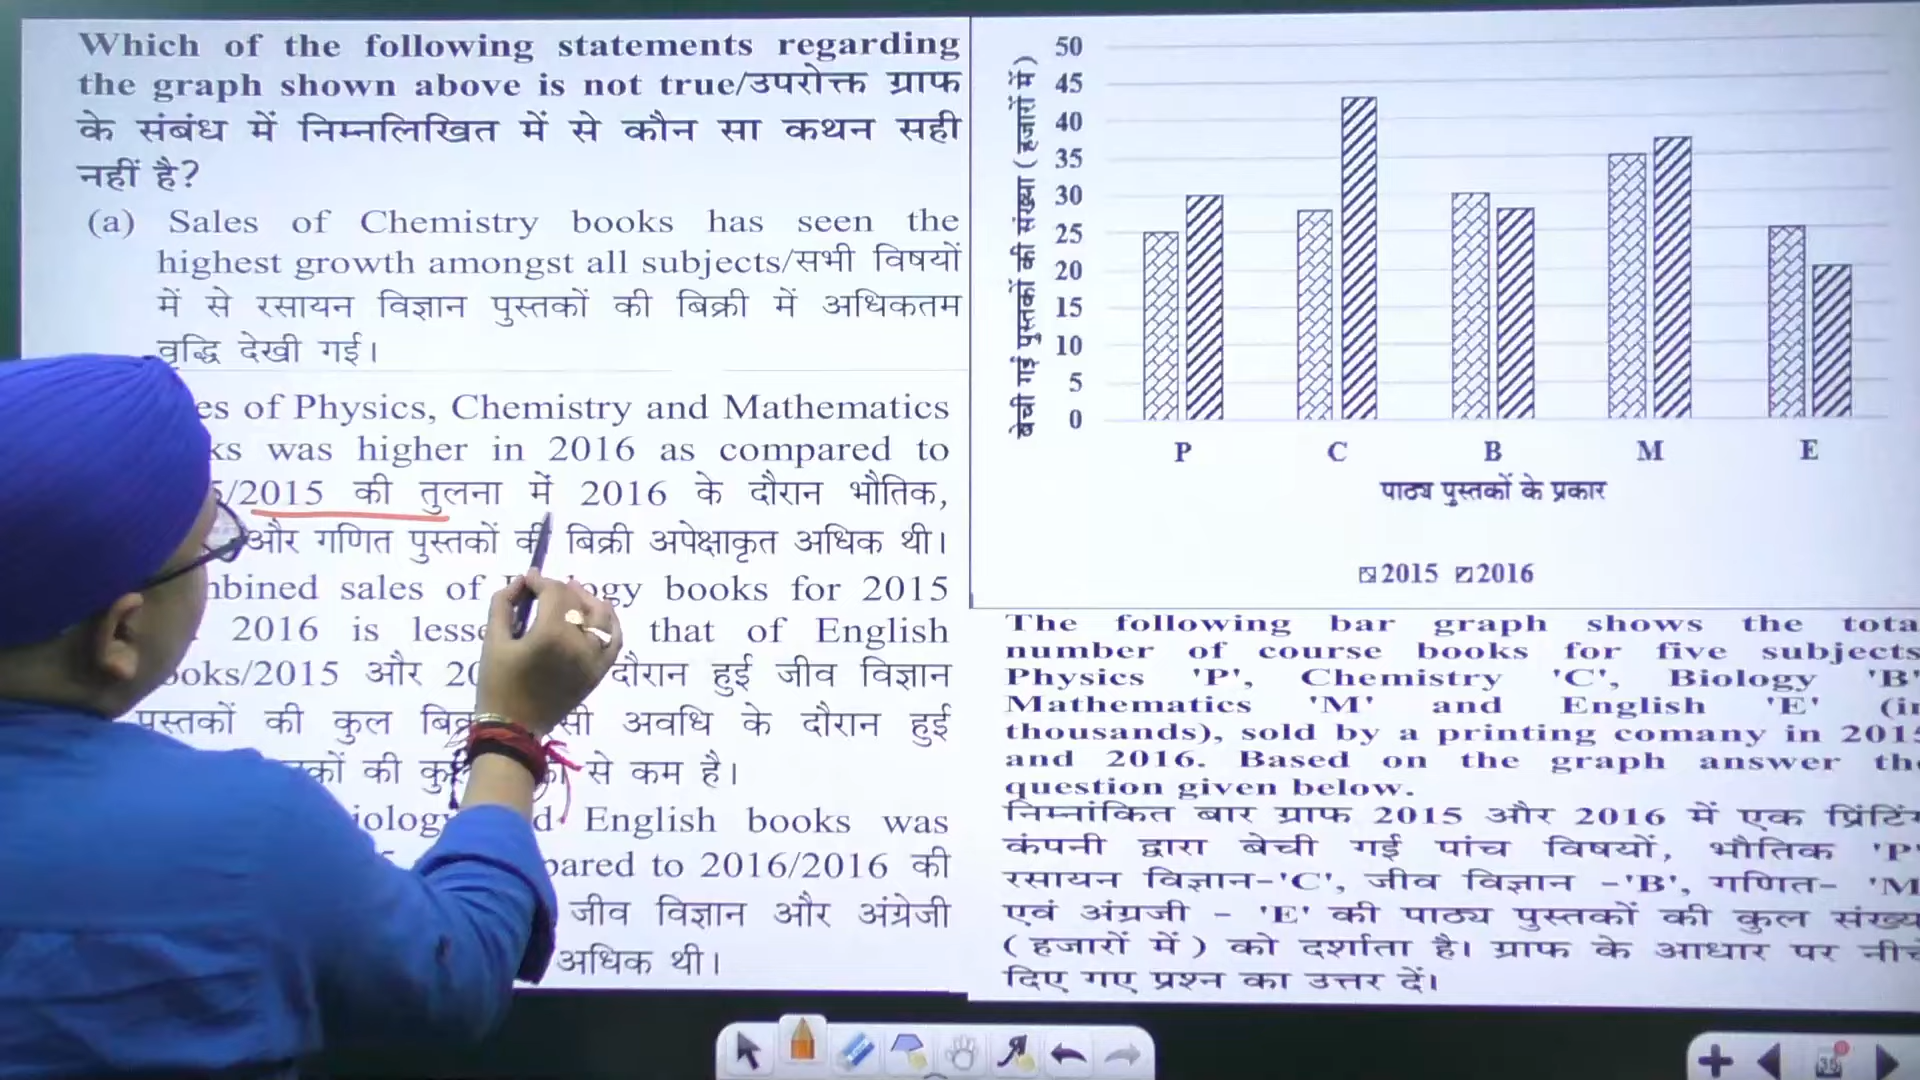 Which of the following statements regarding
the graph shown above is not true/उपरोक्त ग्राफ
के संबंध में निम्नलिखित में से कौन सा कथन सही
नहीं है?
(a) Sales of Chemistry books has seen the
highest growth amongst all subjects/सभी विषयों
में से रसायन विज्ञान पुस्तकों की बिक्री में अधिकतम
वृद्धि देखी गई।
of Physics, Chemistry and Mathematics
was higher in 2016 as compared to
/2015 की तुलना में 2016 के दौरान भौतिक,
और गणित पुस्तकों की बिक्री अपेक्षाकृत अधिक थी।
sales of books for 2015
2016 is that of English
/2015 और दौरान हुई जीव विज्ञान
पुस्तकों की कुल अवधि के दौरान हुई
की से कम है।
English books was
to 2016/2016 की
जीव विज्ञान और अंग्रेजी
अधिक थी।
बेची गई पुस्तकों की संख्या (हजारों में)
50
45
40
35
30
25
20
15
10
5
0
P C B M E
पाठ्य पुस्तकों के प्रकार
2015 2016
The following bar graph shows the
number of course books for five subjects
Physics 'P', Chemistry 'C', Biology 'B'
Mathematics 'M' and English 'E'
thousands), sold by a printing comany in
and 2016. Based on the graph answer
question given below.
निम्नांकित बार ग्राफ 2015 और 2016 में एक
कंपनी द्वारा बेची गई पांच विषयों, भौतिक 'P'
रसायन विज्ञान-'C', जीव विज्ञान -'B', गणित- 'M
एवं अंग्रजी - 'E' की पाठ्य पुस्तकों की कुल
(हजारों में) को दर्शाता है। ग्राफ के आधार पर
दिए गए प्रश्न का उत्तर दें।